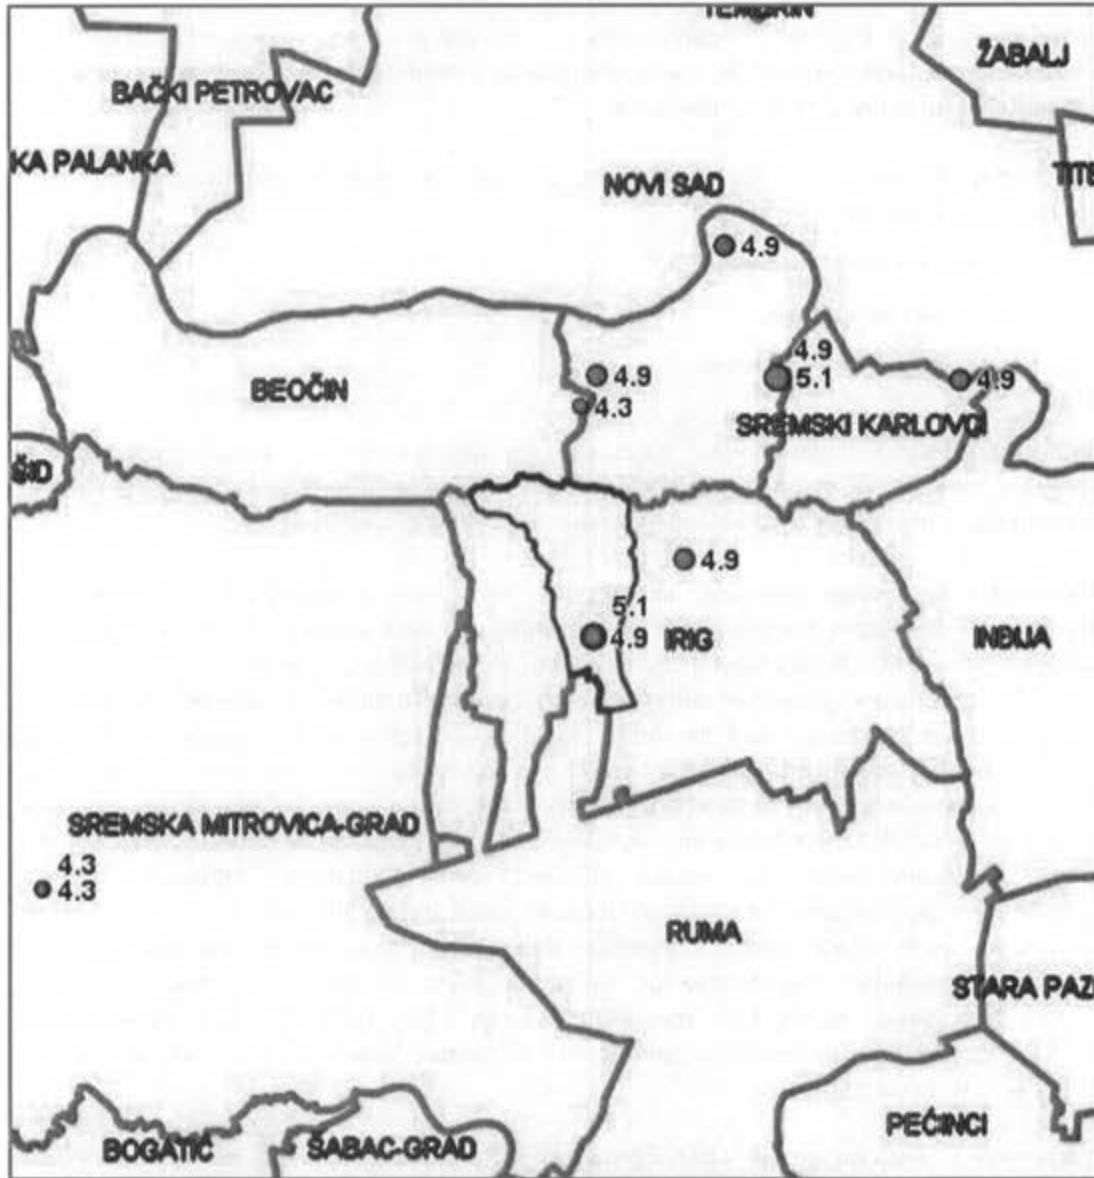 ŽABALJ
BAČKI PETROVAC
KA PALANKA
NOVI SAD
4.9
4.9
5.1
4.9
4.9
BEOČIN
4.3
SREMSKI KARLOVCI
ŠID
4.9
5.1
4.9
IRIG
INĐIJA
SREMSKA MITROVICA-GRAD
4.3
4.3
RUMA
STARA PAZ
PEĆINCI
BOGATIĆ
ŠABAC-GRAD